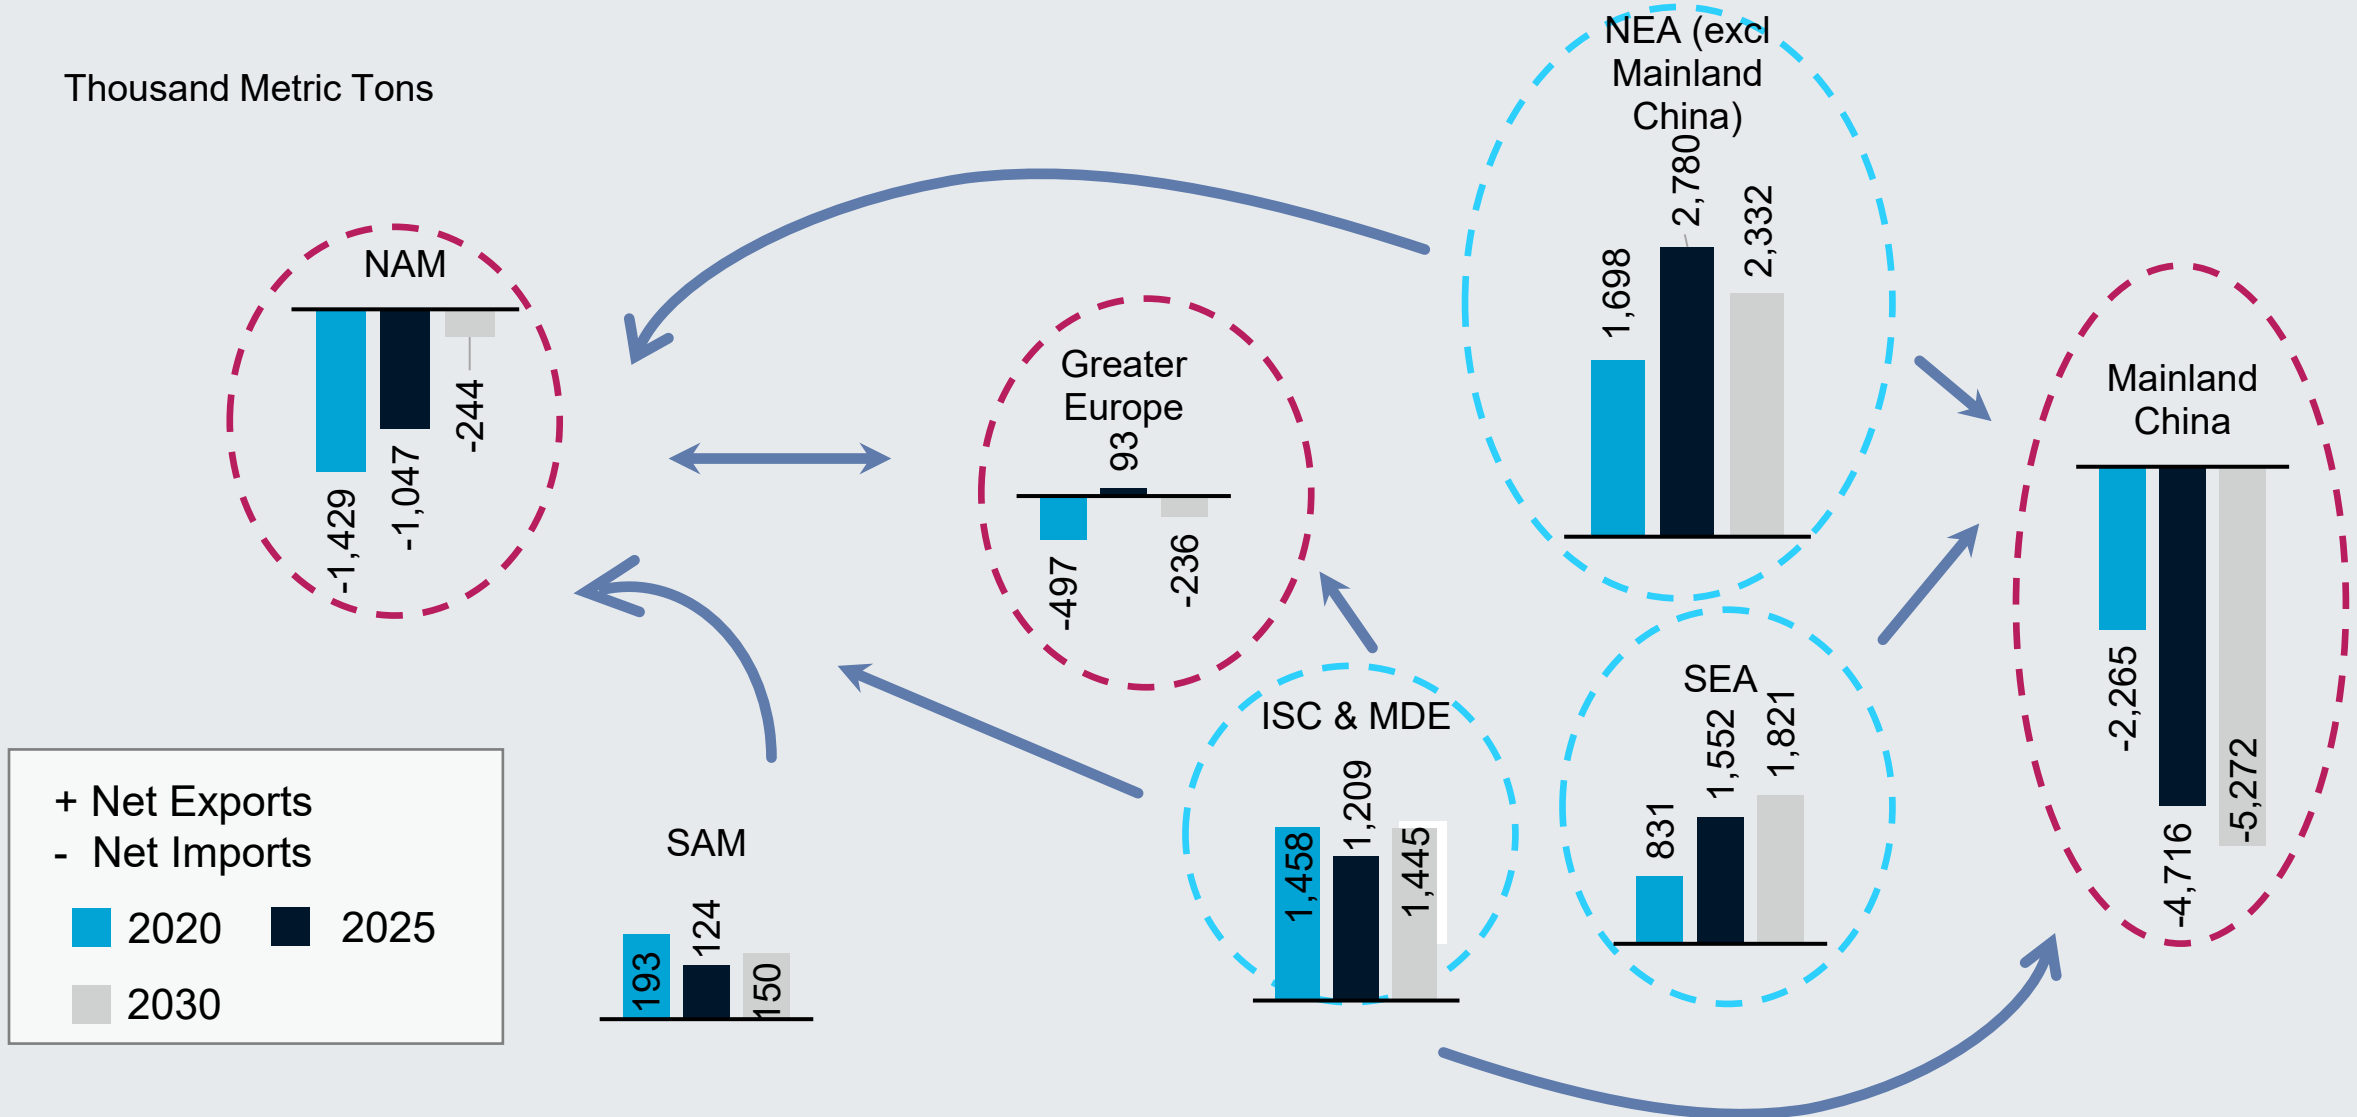 Thousand Metric Tons
NEA (excl
Mainland
China)
1,698
2,780
2,332
NAM
-1,429
-1,047
-244
Greater
Europe
-497
93
-236
Mainland
China
-2,265
-4,716
-5,272
ISC & MDE
1,458
1,209
1,445
SEA
831
1,552
1,821
SAM
193
124
150
+ Net Exports
- Net Imports
2020
2025
2030